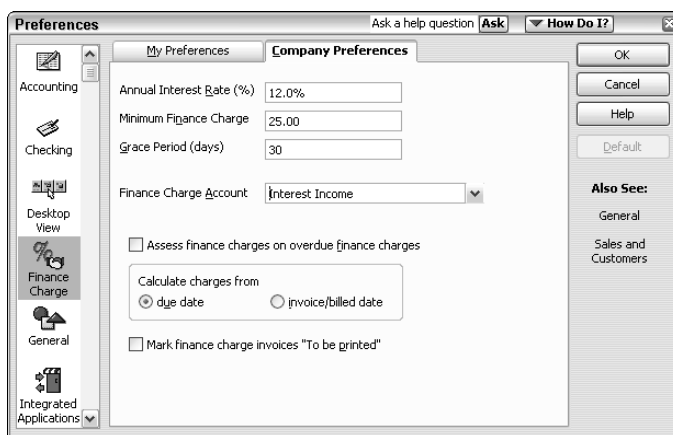 Preferences
Ask a help question Ask
How Do I?
Accounting
Checking
Desktop
View
Finance
Charge
General
Integrated
Applications
My Preferences
Company Preferences
Annual Interest Rate (%) 12.0%
Minimum Finance Charge 25.00
Grace Period (days) 30
Finance Charge Account Interest Income
Assess finance charges on overdue finance charges
Calculate charges from
due date
invoice/billed date
Mark finance charge invoices "To be printed"
OK
Cancel
Help
Default
Also See:
General
Sales and
Customers